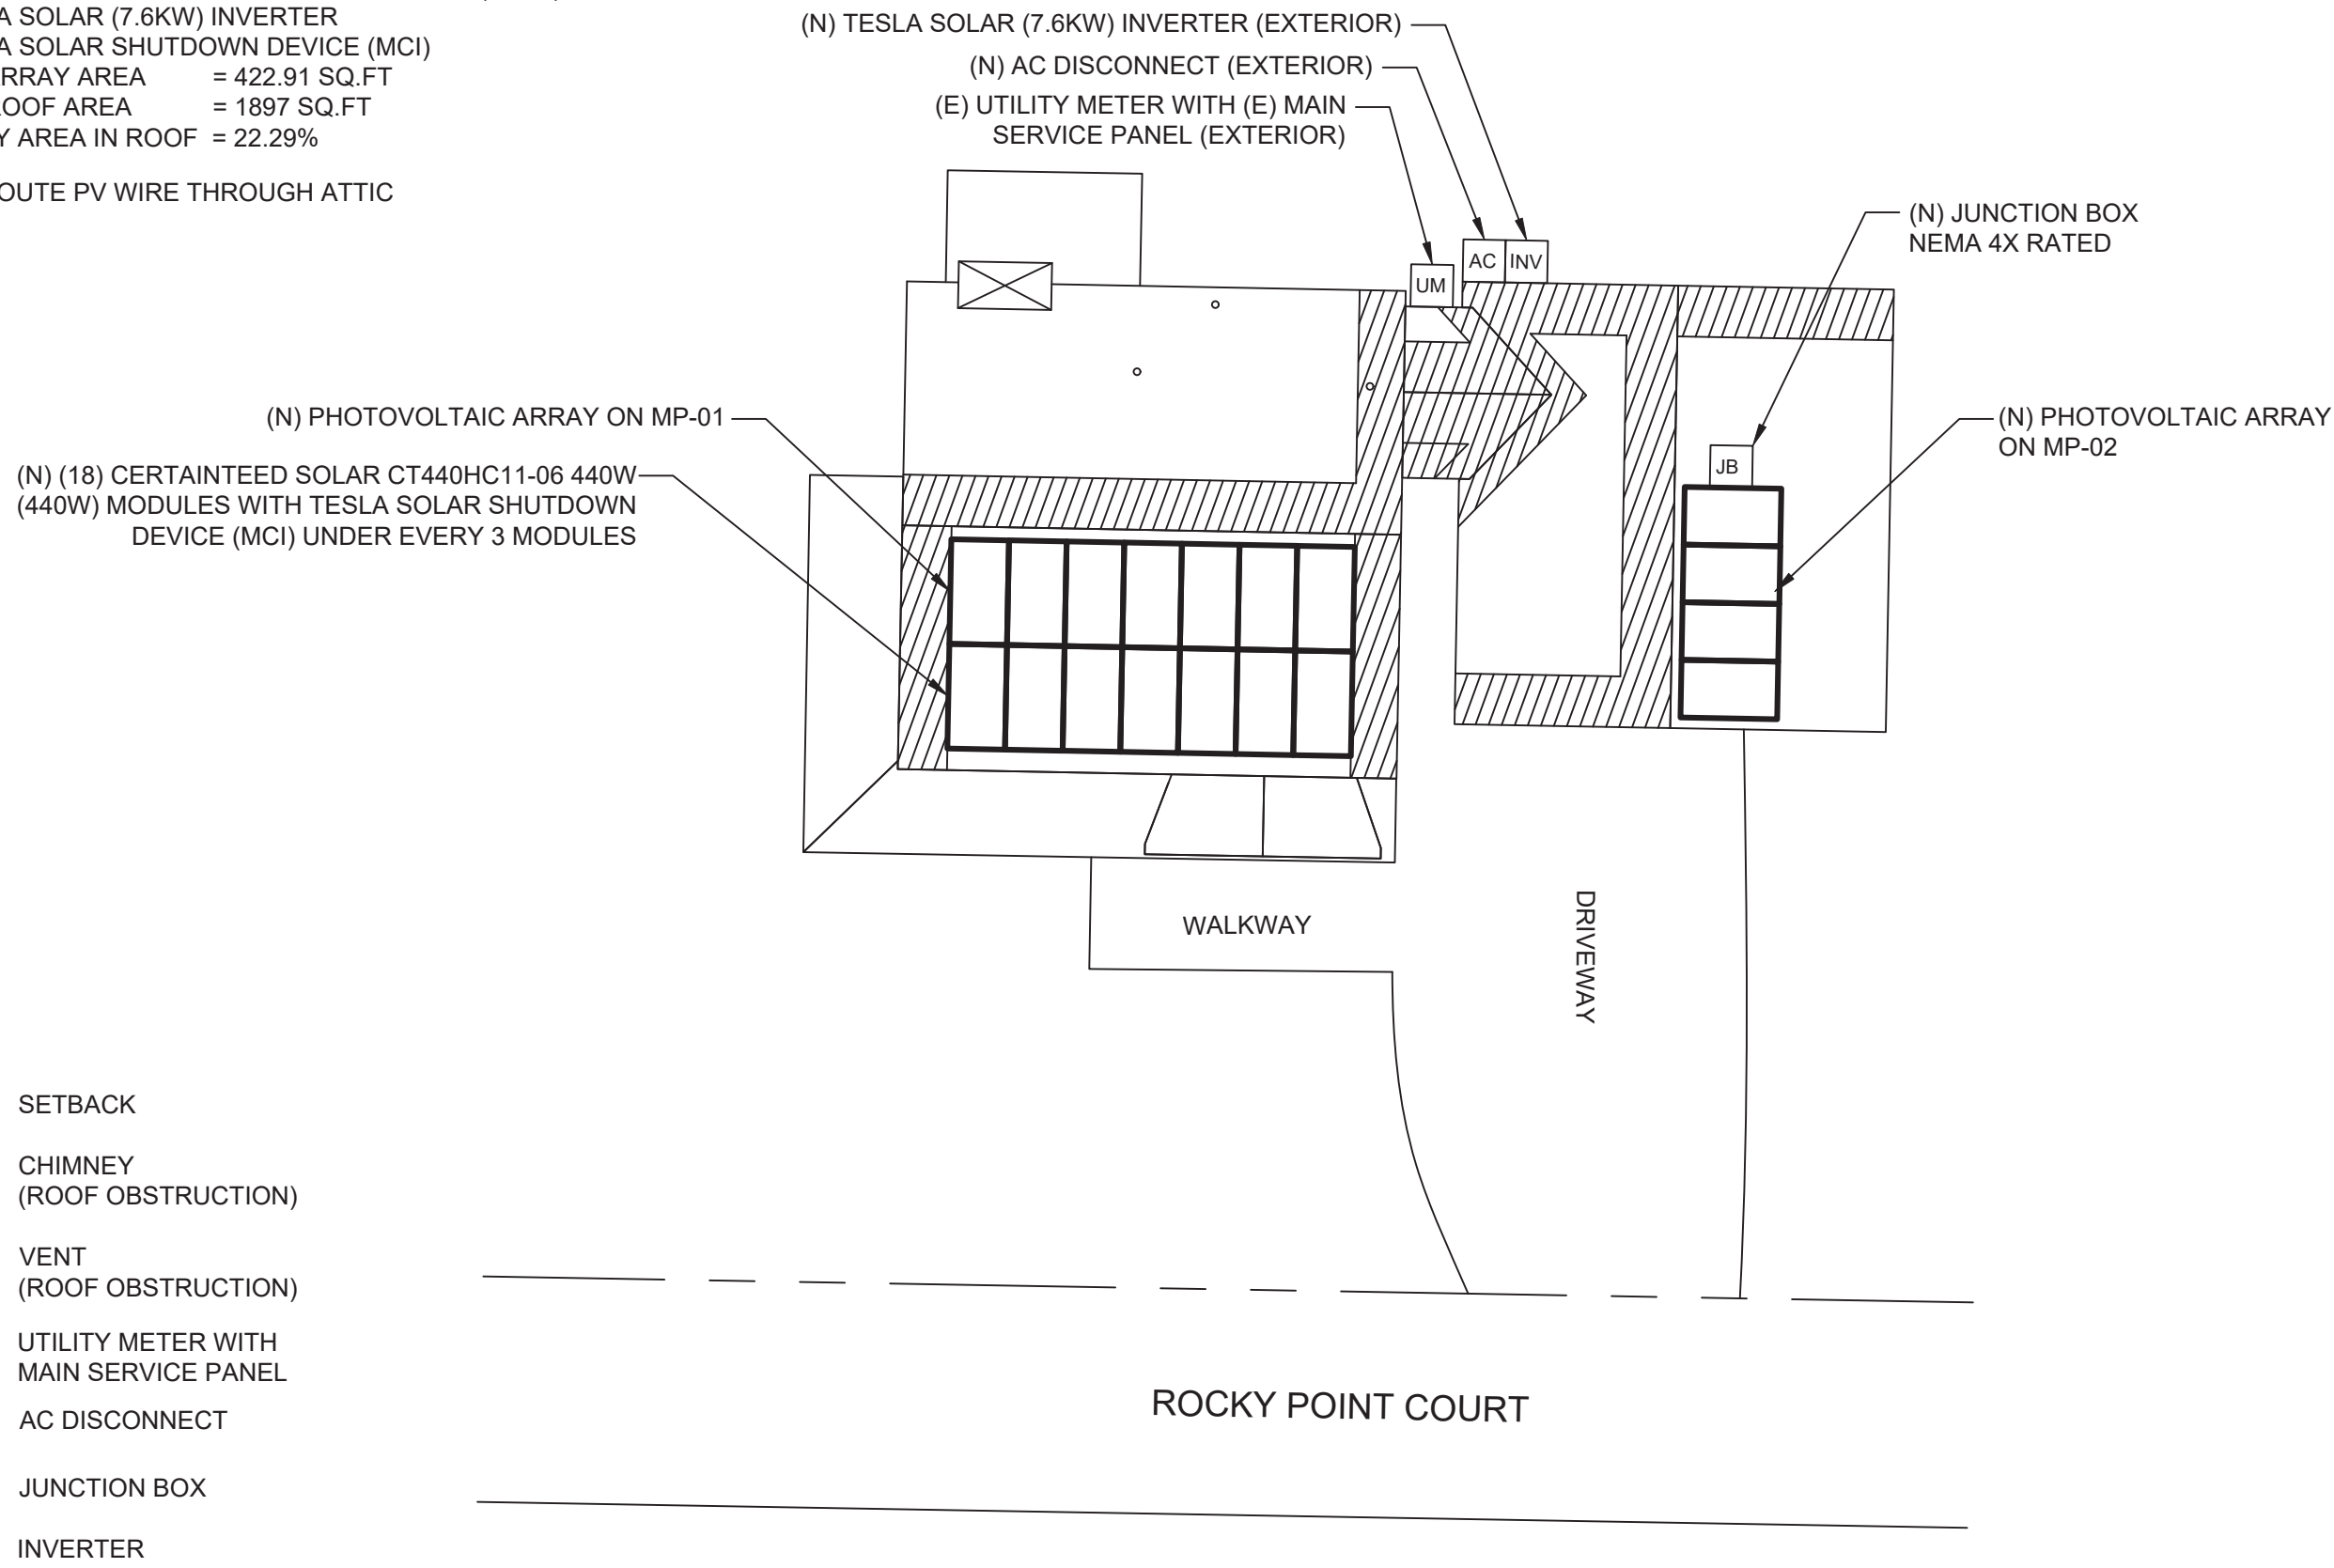 A SOLAR (7.6KW) INVERTER
A SOLAR SHUTDOWN DEVICE (MCI)
RRAY AREA = 422.91 SQ.FT
OOF AREA = 1897 SQ.FT
Y AREA IN ROOF = 22.29%
OUTE PV WIRE THROUGH ATTIC
(N) TESLA SOLAR (7.6KW) INVERTER (EXTERIOR)
(N) AC DISCONNECT (EXTERIOR)
(E) UTILITY METER WITH (E) MAIN
SERVICE PANEL (EXTERIOR)
(N) JUNCTION BOX
NEMA 4X RATED
AC
INV
UM
(N) PHOTOVOLTAIC ARRAY ON MP-01
(N) PHOTOVOLTAIC ARRAY
ON MP-02
JB
(N) (18) CERTAINTEED SOLAR CT440HC11-06 440W
(440W) MODULES WITH TESLA SOLAR SHUTDOWN
DEVICE (MCI) UNDER EVERY 3 MODULES
WALKWAY
DRIVEWAY
SETBACK
CHIMNEY
(ROOF OBSTRUCTION)
VENT
(ROOF OBSTRUCTION)
UTILITY METER WITH
MAIN SERVICE PANEL
AC DISCONNECT
JUNCTION BOX
INVERTER
ROCKY POINT COURT